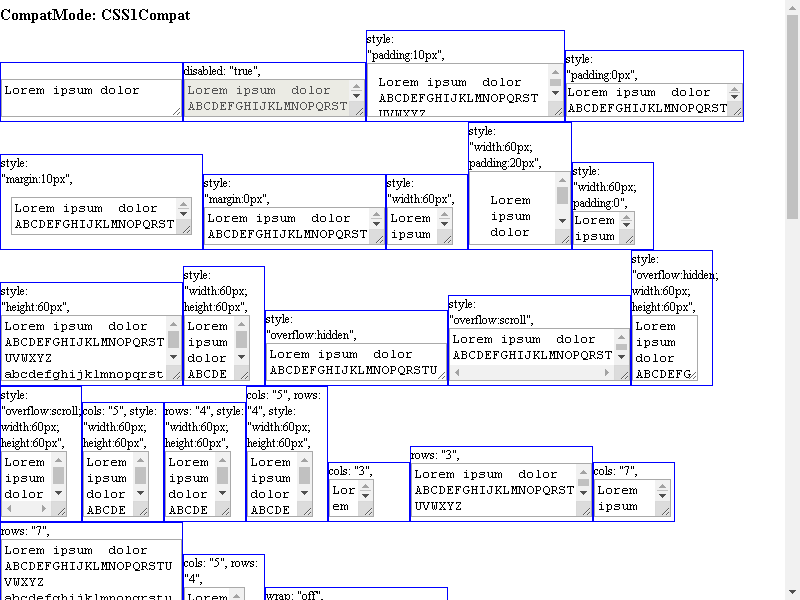 CompatMode: CSS1Compat
Lorem ipsum dolor
disabled: "true",
Lorem ipsum dolor
ABCDEFGHIJKLMNOPQRST
style:
"padding:10px",
Lorem ipsum dolor
ABCDEFGHIJKLMNOPQRST
UVWXYZ
style:
"padding:0px",
Lorem ipsum dolor
ABCDEFGHIJKLMNOPQRST
style:
"margin:10px",
Lorem ipsum dolor
ABCDEFGHIJKLMNOPQRST
style:
"margin:0px",
Lorem ipsum dolor
ABCDEFGHIJKLMNOPQRST
style:
"width:60px",
Lorem
ipsum
style:
"width:60px;
padding:20px",
Lorem
ipsum
dolor
style:
"width:60px;
padding:0",
Lorem
ipsum
style:
"height:60px",
Lorem ipsum dolor
ABCDEFGHIJKLMNOPQRST
UVWXYZ
abcdefghijklmnopqrst
style:
"width:60px;
height:60px",
Lorem
ipsum
dolor
ABCDE
style:
"overflow:hidden",
Lorem ipsum dolor
ABCDEFGHIJKLMNOPQRSTU
style:
"overflow:scroll",
Lorem ipsum dolor
ABCDEFGHIJKLMNOPQRST
style:
"overflow:hidden;
width:60px;
height:60px",
Lorem
ipsum
dolor
ABCDEFG
style:
"overflow:scroll;
width:60px;
height:60px",
Lorem
ipsum
dolor
cols: "5", style:
"width:60px;
height:60px",
Lorem
ipsum
dolor
ABCDE
rows: "4", style:
"width:60px;
height:60px",
Lorem
ipsum
dolor
ABCDE
cols: "5", rows:
"4", style:
"width:60px;
height:60px",
Lorem
ipsum
dolor
ABCDE
cols: "3",
Lor
em
rows: "3",
Lorem ipsum dolor
ABCDEFGHIJKLMNOPQRST
UVWXYZ
cols: "7",
Lorem
ipsum
rows: "7",
Lorem ipsum dolor
ABCDEFGHIJKLMNOPQRSTU
VWXYZ
abcdefghijklmnopqrstu
cols: "5", rows:
"4",
Lorem
wrap: "off",